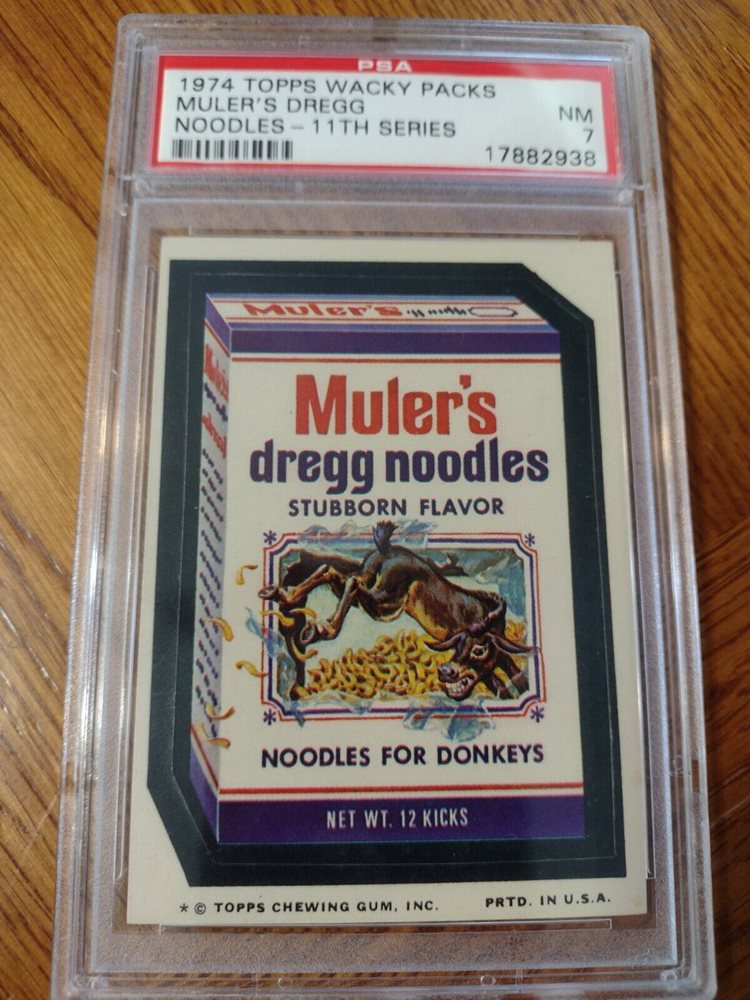 PSA
1974 TOPPS WACKY PACKS
MULER'S DREGG
NOODLES - 11TH SERIES
NM
7
17882938
Muler's
Muler's
dregg noodles
STUBBORN FLAVOR
NOODLES FOR DONKEYS
NET WT. 12 KICKS
* © TOPPS CHEWING GUM, INC.
PRTD. IN U.S.A.